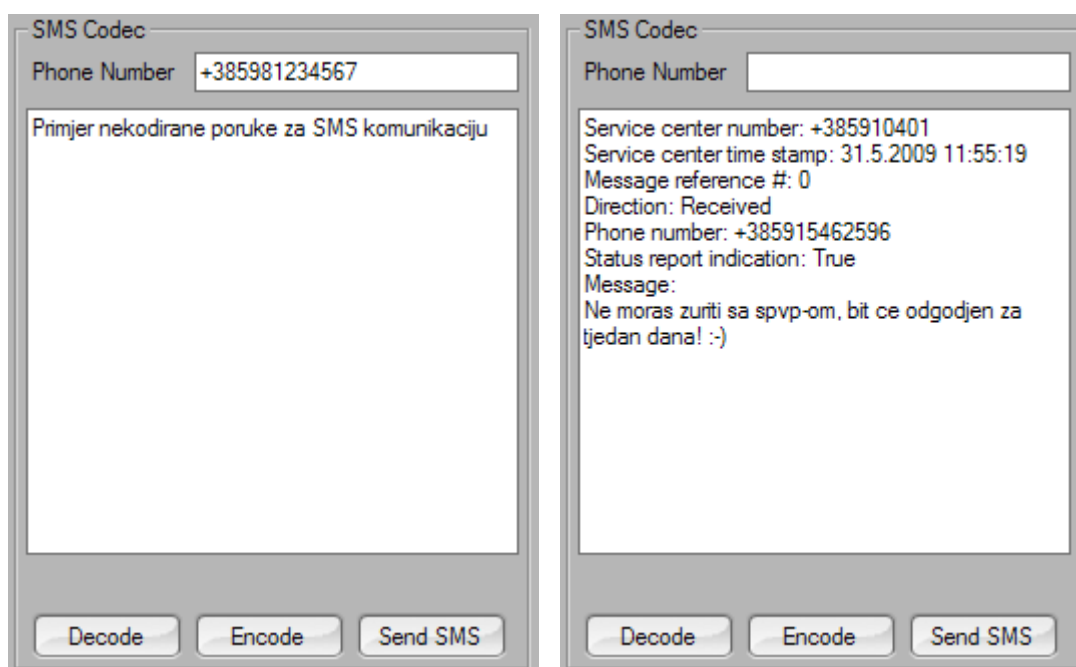 SMS Codec
Phone Number +385981234567
Primjer nekodirane poruke za SMS komunikaciju
Decode Encode Send SMS
SMS Codec
Phone Number
Service center number: +385910401
Service center time stamp: 31.5.2009 11:55:19
Message reference #: 0
Direction: Received
Phone number: +385915462596
Status report indication: True
Message:
Ne moras zuriti sa spvp-om, bit ce odgodjen za
tjedan dana! :-)
Decode Encode Send SMS